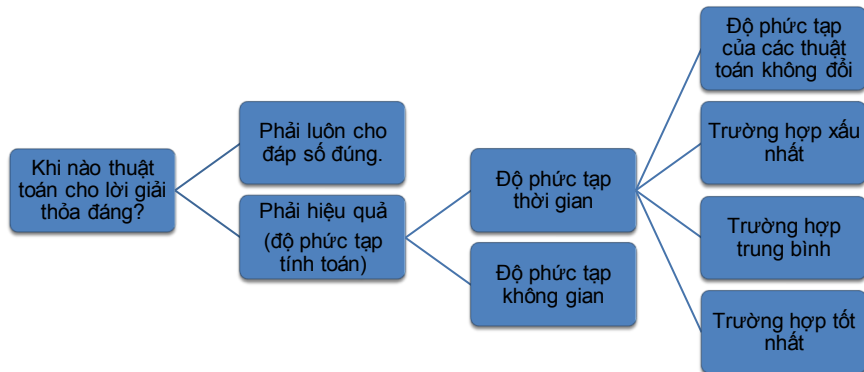 Khi nào thuật
toán cho lời giải
thỏa đáng?
Phải luôn cho
đáp số đúng.
Phải hiệu quả
(độ phức tạp
tính toán)
Độ phức tạp
thời gian
Độ phức tạp
không gian
Độ phức tạp
của các thuật
toán không đổi
Trường hợp xấu
nhất
Trường hợp
trung bình
Trường hợp tốt
nhất